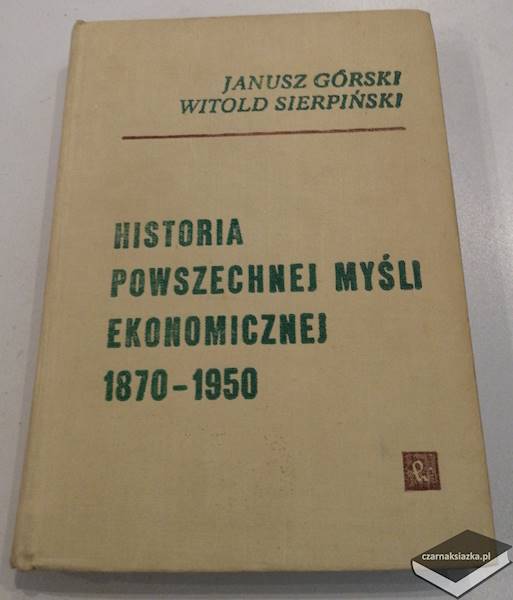 JANUSZ GÓRSKI
WITOLD SIERPIŃSKI
HISTORIA
POWSZECHNEJ MYŚLI
EKONOMICZNEJ
1870-1950
czarnaksiazka.pl